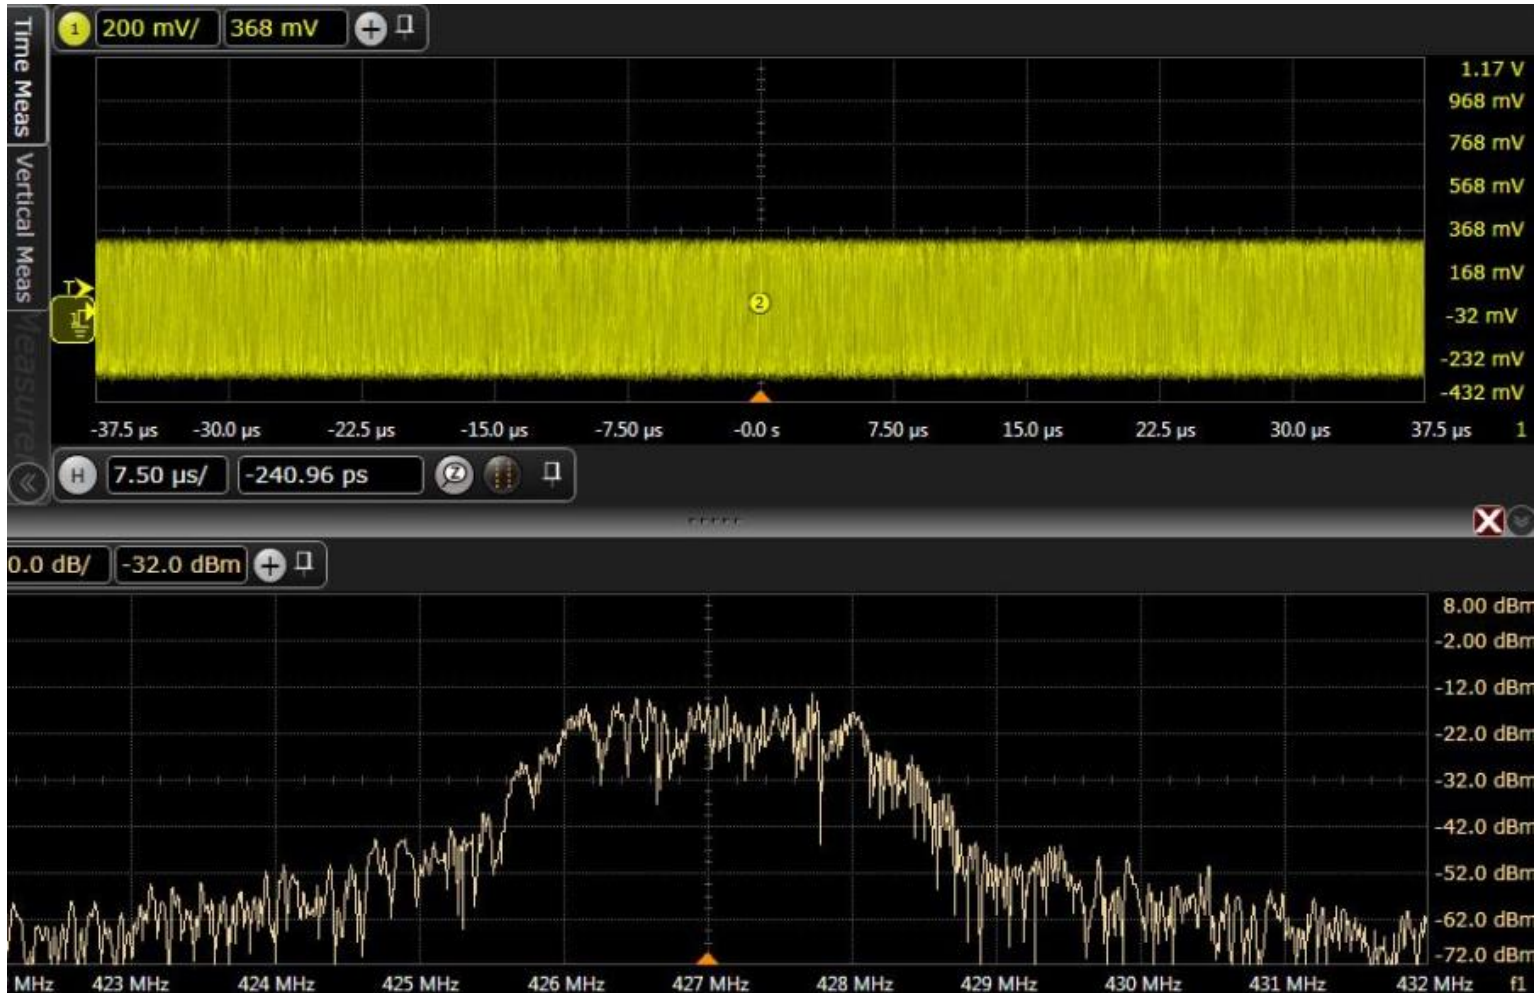 Time Meas
Vertical Meas
1 200 mV/ 368 mV
1.17 V
968 mV
768 mV
568 mV
368 mV
168 mV
-32 mV
-232 mV
-432 mV
T
2
-37.5 µs -30.0 µs -22.5 µs -15.0 µs -7.50 µs -0.0 s 7.50 µs 15.0 µs 22.5 µs 30.0 µs 37.5 µs 1
H 7.50 µs/ -240.96 ps Z
0.0 dB/ -32.0 dBm
8.00 dBm
-2.00 dBm
-12.0 dBm
-22.0 dBm
-32.0 dBm
-42.0 dBm
-52.0 dBm
-62.0 dBm
-72.0 dBm
MHz 423 MHz 424 MHz 425 MHz 426 MHz 427 MHz 428 MHz 429 MHz 430 MHz 431 MHz 432 MHz f1